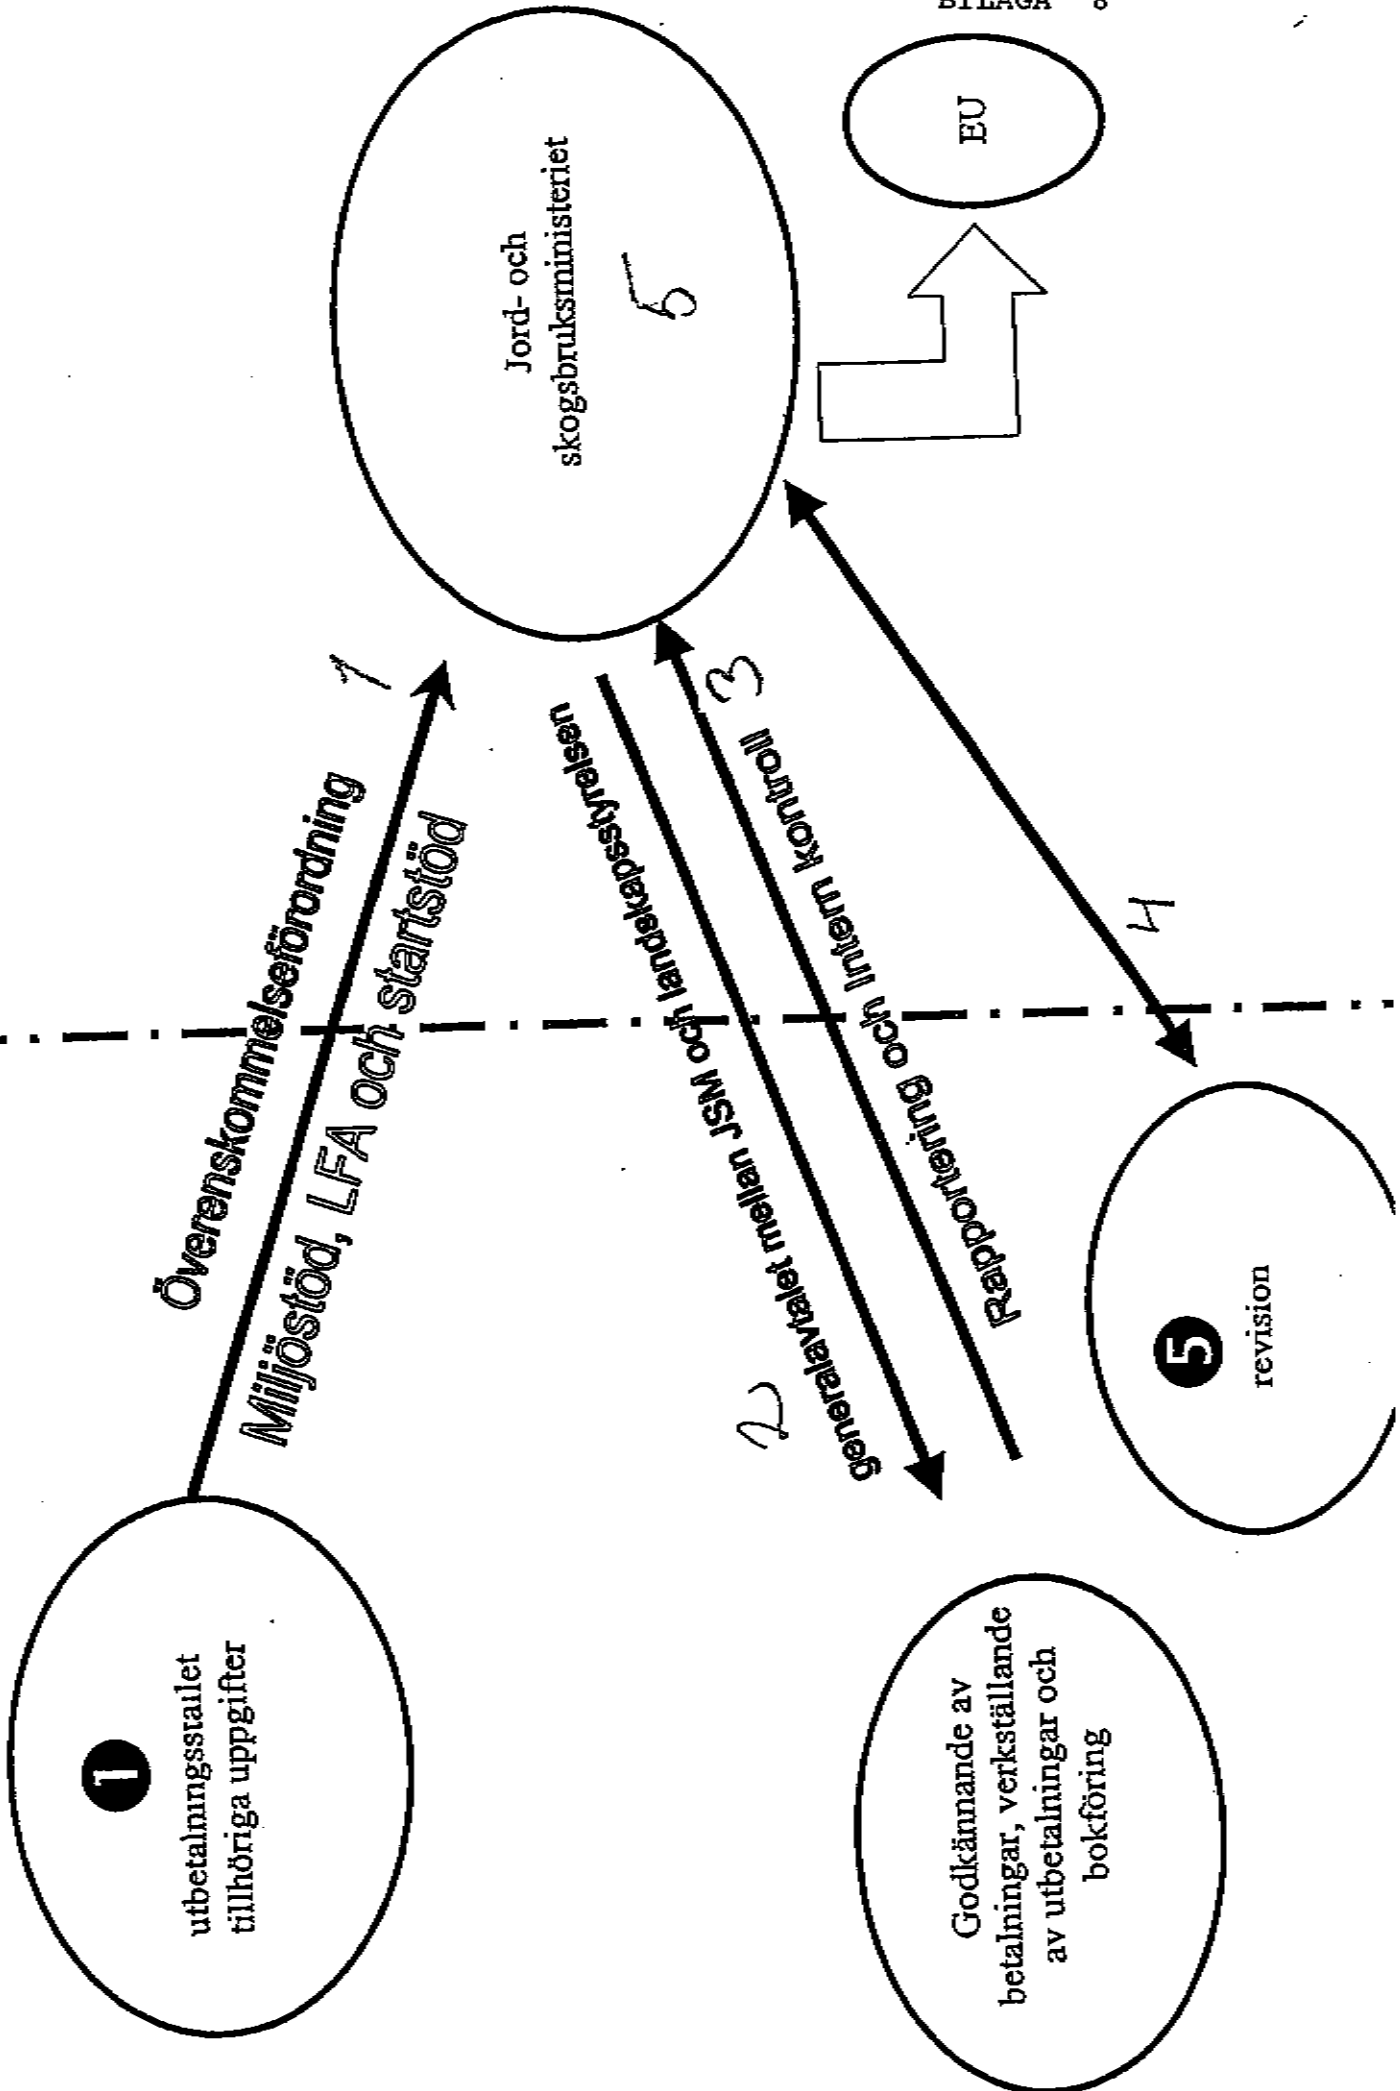 BILAGA 8
1
utbetalningsstället
tillhöriga uppgifter
Överenskommelseförordning
1
Miljöstöd, LFA och startstöd
Jord- och
skogsbruksministeriet
5
EU
generalavtalet mellan JSM och landskapsstyrelsen
2
Rapportering och Intern kontroll
3
4
Godkännande av
betalningar, verkställande
av utbetalningar och
bokföring
5
revision